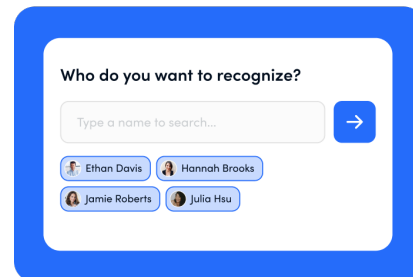 Who do you want to recognize?
Type a name to search...
Ethan Davis
Hannah Brooks
Jamie Roberts
Julia Hsu